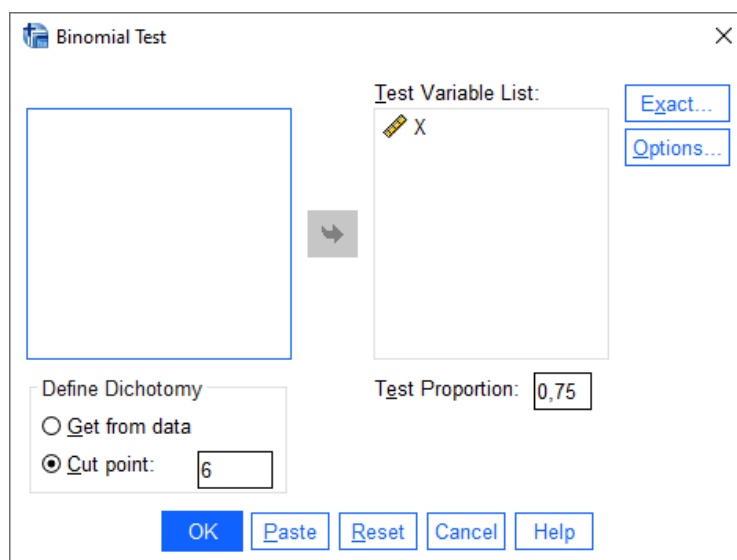 Binomial Test
Test Variable List:
X
Exact...
Options...
Define Dichotomy
Get from data
Cut point: 6
Test Proportion: 0,75
OK Paste Reset Cancel Help